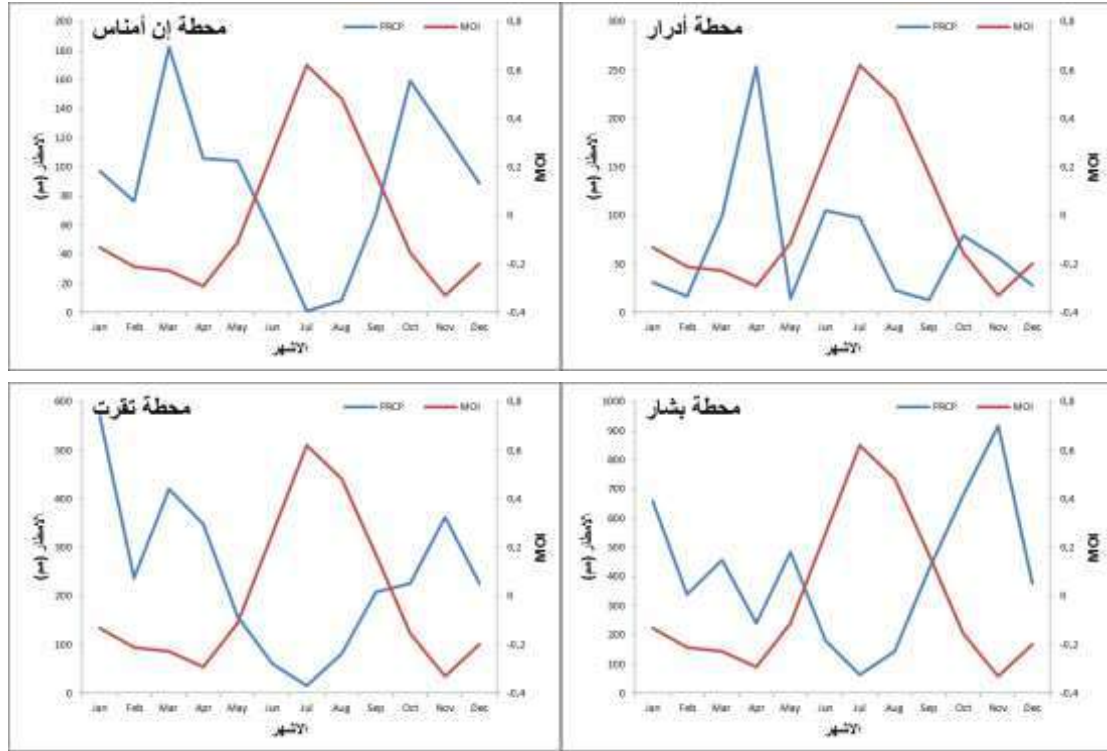 محطة إن أمناس
PRCP
MOI
200
180
160
140
120
100
80
60
40
20
0
0,8
0,6
0,4
0,2
0
-0,2
-0,4
الامطار (مم)
MOI
Jan Feb Mar Apr May Jun Jul Aug Sep Oct Nov Dec
الاشهر
محطة أدرار
PRCP
MOI
300
250
200
150
100
50
0
0,8
0,6
0,4
0,2
0
-0,2
-0,4
الامطار (مم)
MOI
Jan Feb Mar Apr May Jun Jul Aug Sep Oct Nov Dec
الاشهر
محطة تقرت
PRCP
MOI
600
500
400
300
200
100
0
0,8
0,6
0,4
0,2
0
-0,2
-0,4
الامطار (مم)
MOI
Jan Feb Mar Apr May Jun Jul Aug Sep Oct Nov Dec
الاشهر
محطة بشار
PRCP
MOI
1000
900
800
700
600
500
400
300
200
100
0
0,8
0,6
0,4
0,2
0
-0,2
-0,4
الامطار (مم)
MOI
Jan Feb Mar Apr May Jun Jul Aug Sep Oct Nov Dec
الاشهر